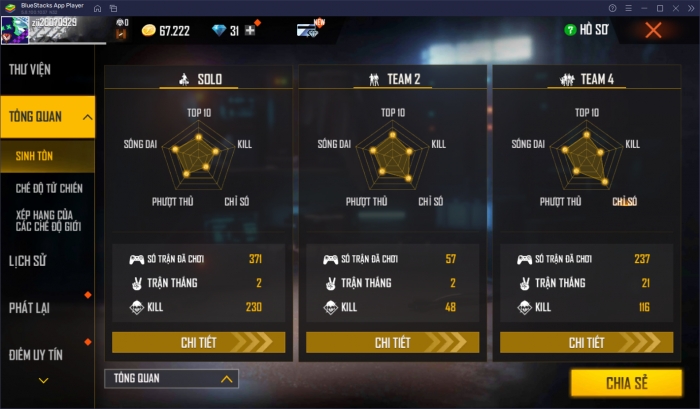 BlueStacks App Player
67.222
31
NEW
HỒ SƠ
THƯ VIỆN
TỔNG QUAN
SINH TỒN
CHẾ ĐỘ TỬ CHIẾN
XẾP HẠNG CỦA
CÁC CHẾ ĐỘ GIỚI
LỊCH SỬ
PHÁT LẠI
ĐIỂM UY TÍN
SOLO
TOP 10
SỐNG DAI
KILL
PHƯỢT THỦ
CHỈ SỐ
SỐ TRẬN ĐÃ CHƠI 371
TRẬN THẮNG 2
KILL 230
CHI TIẾT
TEAM 2
TOP 10
SỐNG DAI
KILL
PHƯỢT THỦ
CHỈ SỐ
SỐ TRẬN ĐÃ CHƠI 57
TRẬN THẮNG 2
KILL 48
CHI TIẾT
TEAM 4
TOP 10
SỐNG DAI
KILL
PHƯỢT THỦ
CHỈ SỐ
SỐ TRẬN ĐÃ CHƠI 237
TRẬN THẮNG 21
KILL 116
CHI TIẾT
TỔNG QUAN
CHIA SẺ